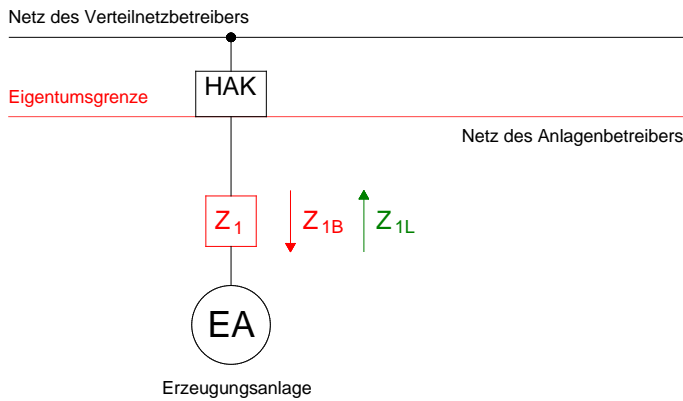 Netz des Verteilnetzbetreibers
HAK
Eigentumsgrenze
Netz des Anlagenbetreibers
Z1 Z1B Z1L
EA
Erzeugungsanlage